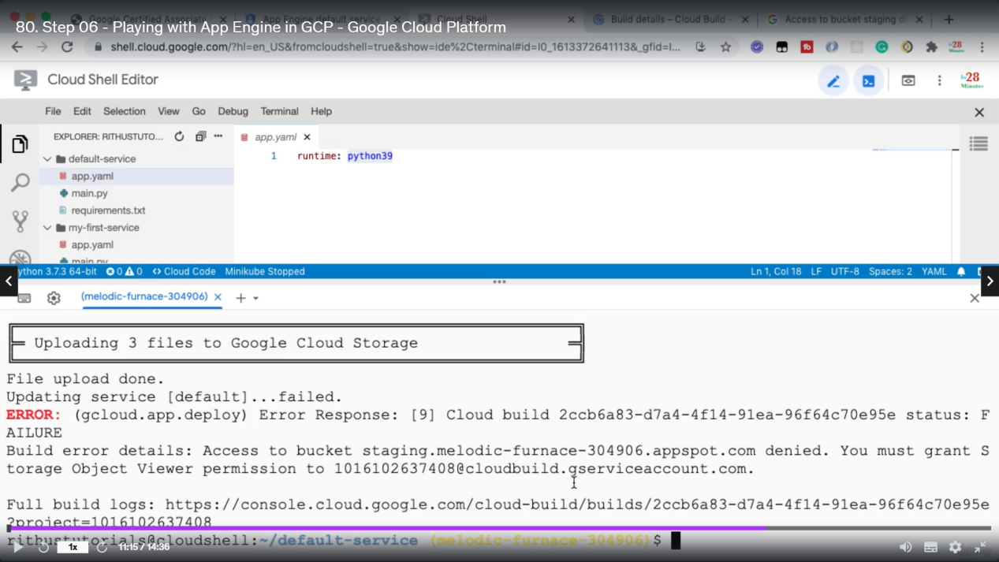 Google Certified Associate
App Engine default service
Cloud Shell
Build details – Cloud Build –
Access to bucket staging d
80. Step 06 - Playing with App Engine in GCP - Google Cloud Platform
shell.cloud.google.com/?hl=en_US&fromcloudshell=true&show=ide%2Cterminal#id=I0_1613372641113&_gfid=I...
Cloud Shell Editor
in28
Minutes
File Edit Selection View Go Debug Terminal Help
EXPLORER: RITHUSTUTO...
app.yaml
default-service
1 runtime: python39
app.yaml
main.py
requirements.txt
my-first-service
app.yaml
main.py
ython 3.7.3 64-bit 0 0 <> Cloud Code Minikube Stopped Ln 1, Col 18 LF UTF-8 Spaces: 2 YAML
(melodic-furnace-304906)
Uploading 3 files to Google Cloud Storage
File upload done.
Updating service [default]...failed.
ERROR: (gcloud.app.deploy) Error Response: [9] Cloud build 2ccb6a83-d7a4-4f14-91ea-96f64c70e95e status: F
AILURE
Build error details: Access to bucket staging.melodic-furnace-304906.appspot.com denied. You must grant S
torage Object Viewer permission to 1016102637408@cloudbuild.gserviceaccount.com.
Full build logs: https://console.cloud.google.com/cloud-build/builds/2ccb6a83-d7a4-4f14-91ea-96f64c70e95e
?project=1016102637408
rithustutorials@cloudshell:~/default-service (melodic-furnace-304906)$
1x 11:15 / 14:36